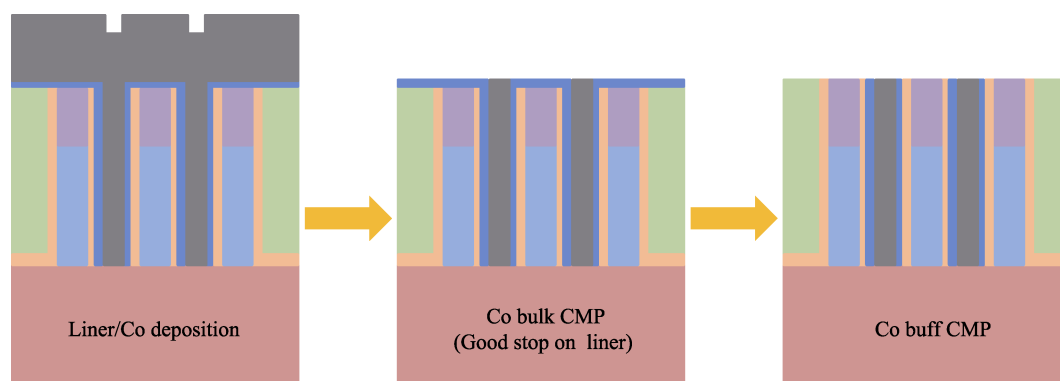 Liner/Co deposition
Co bulk CMP
(Good stop on liner)
Co buff CMP